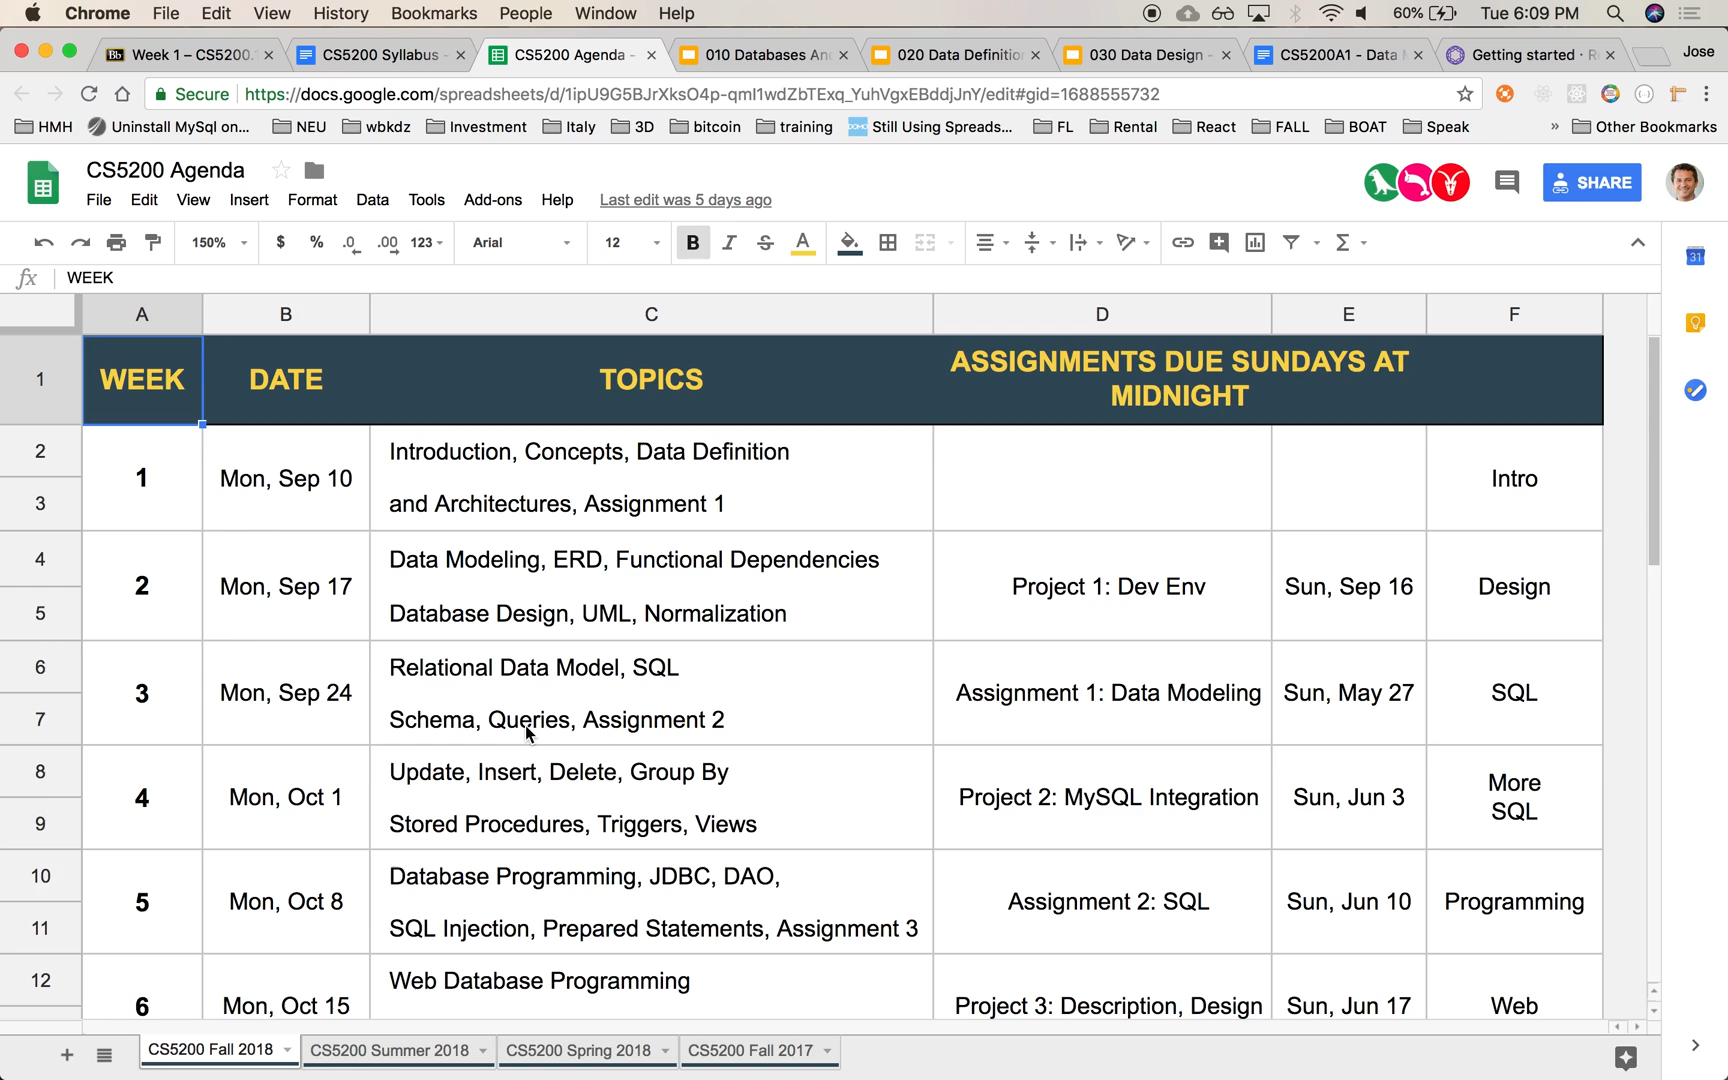 Chrome File Edit View History Bookmarks People Window Help 60% Tue 6:09 PM
Week 1 – CS5200.1 CS5200 Syllabus - CS5200 Agenda - 010 Databases An 020 Data Definition 030 Data Design - CS5200A1 - Data M Getting started · R Jose
Secure https://docs.google.com/spreadsheets/d/1ipU9G5BJrXksO4p-qmI1wdZbTExq_YuhVgxEBddjJnY/edit#gid=1688555732
HMH Uninstall MySql on... NEU wbkdz Investment Italy 3D bitcoin training Still Using Spreads... FL Rental React FALL BOAT Speak » Other Bookmarks
CS5200 Agenda
File Edit View Insert Format Data Tools Add-ons Help Last edit was 5 days ago
SHARE
150% $ % .0 .00 123 Arial 12 B I S A Σ
31
fx WEEK
A B C D E F
1 WEEK DATE TOPICS ASSIGNMENTS DUE SUNDAYS AT
MIDNIGHT
2 Introduction, Concepts, Data Definition
1 Mon, Sep 10 Intro
3 and Architectures, Assignment 1
4 Data Modeling, ERD, Functional Dependencies
2 Mon, Sep 17 Project 1: Dev Env Sun, Sep 16 Design
5 Database Design, UML, Normalization
6 Relational Data Model, SQL
3 Mon, Sep 24 Assignment 1: Data Modeling Sun, May 27 SQL
7 Schema, Queries, Assignment 2
8 Update, Insert, Delete, Group By
4 Mon, Oct 1 Project 2: MySQL Integration Sun, Jun 3 More
SQL
9 Stored Procedures, Triggers, Views
10 Database Programming, JDBC, DAO,
5 Mon, Oct 8 Assignment 2: SQL Sun, Jun 10 Programming
11 SQL Injection, Prepared Statements, Assignment 3
12 Web Database Programming
6 Mon, Oct 15 Project 3: Description, Design Sun, Jun 17 Web
CS5200 Fall 2018 CS5200 Summer 2018 CS5200 Spring 2018 CS5200 Fall 2017